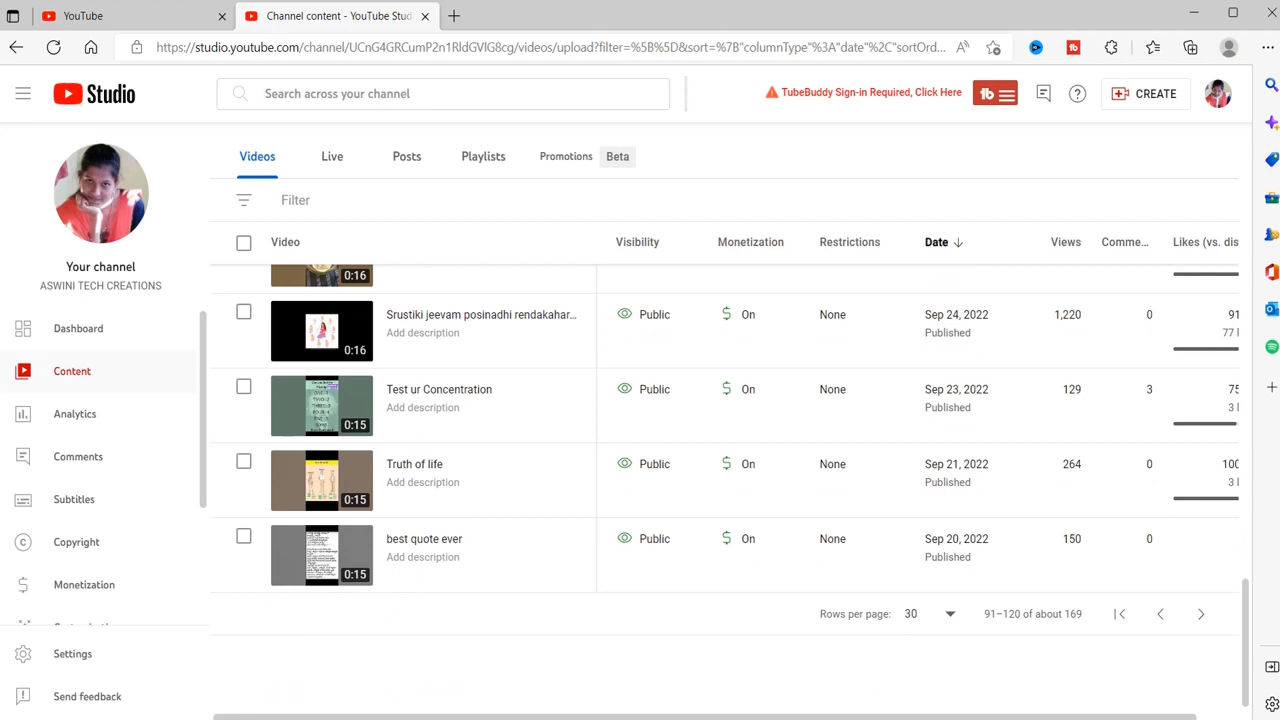 YouTube
Channel content - YouTube Stud
https://studio.youtube.com/channel/UCnG4GRCumP2n1RldGVlG8cg/videos/upload?filter=%5B%5D&sort=%7B"columnType"%3A"date"%2C"sortOrd...
Studio
Search across your channel
TubeBuddy Sign-in Required, Click Here
CREATE
Videos Live Posts Playlists Promotions Beta
Filter
Video Visibility Monetization Restrictions Date Views Comme... Likes (vs. dis
0:16
Your channel
ASWINI TECH CREATIONS
Dashboard
Content
Analytics
Comments
Subtitles
Copyright
Monetization
Settings
Send feedback
Srustiki jeevam posinadhi rendakahar... Public On None Sep 24, 2022 1,220 0 91
Add description Published 77 l
0:16
Test ur Concentration Public On None Sep 23, 2022 129 3 75
Add description Published 3 l
0:15
Truth of life Public On None Sep 21, 2022 264 0 100
Add description Published 3 l
0:15
best quote ever Public On None Sep 20, 2022 150 0
Add description Published
0:15
Rows per page: 30 91–120 of about 169